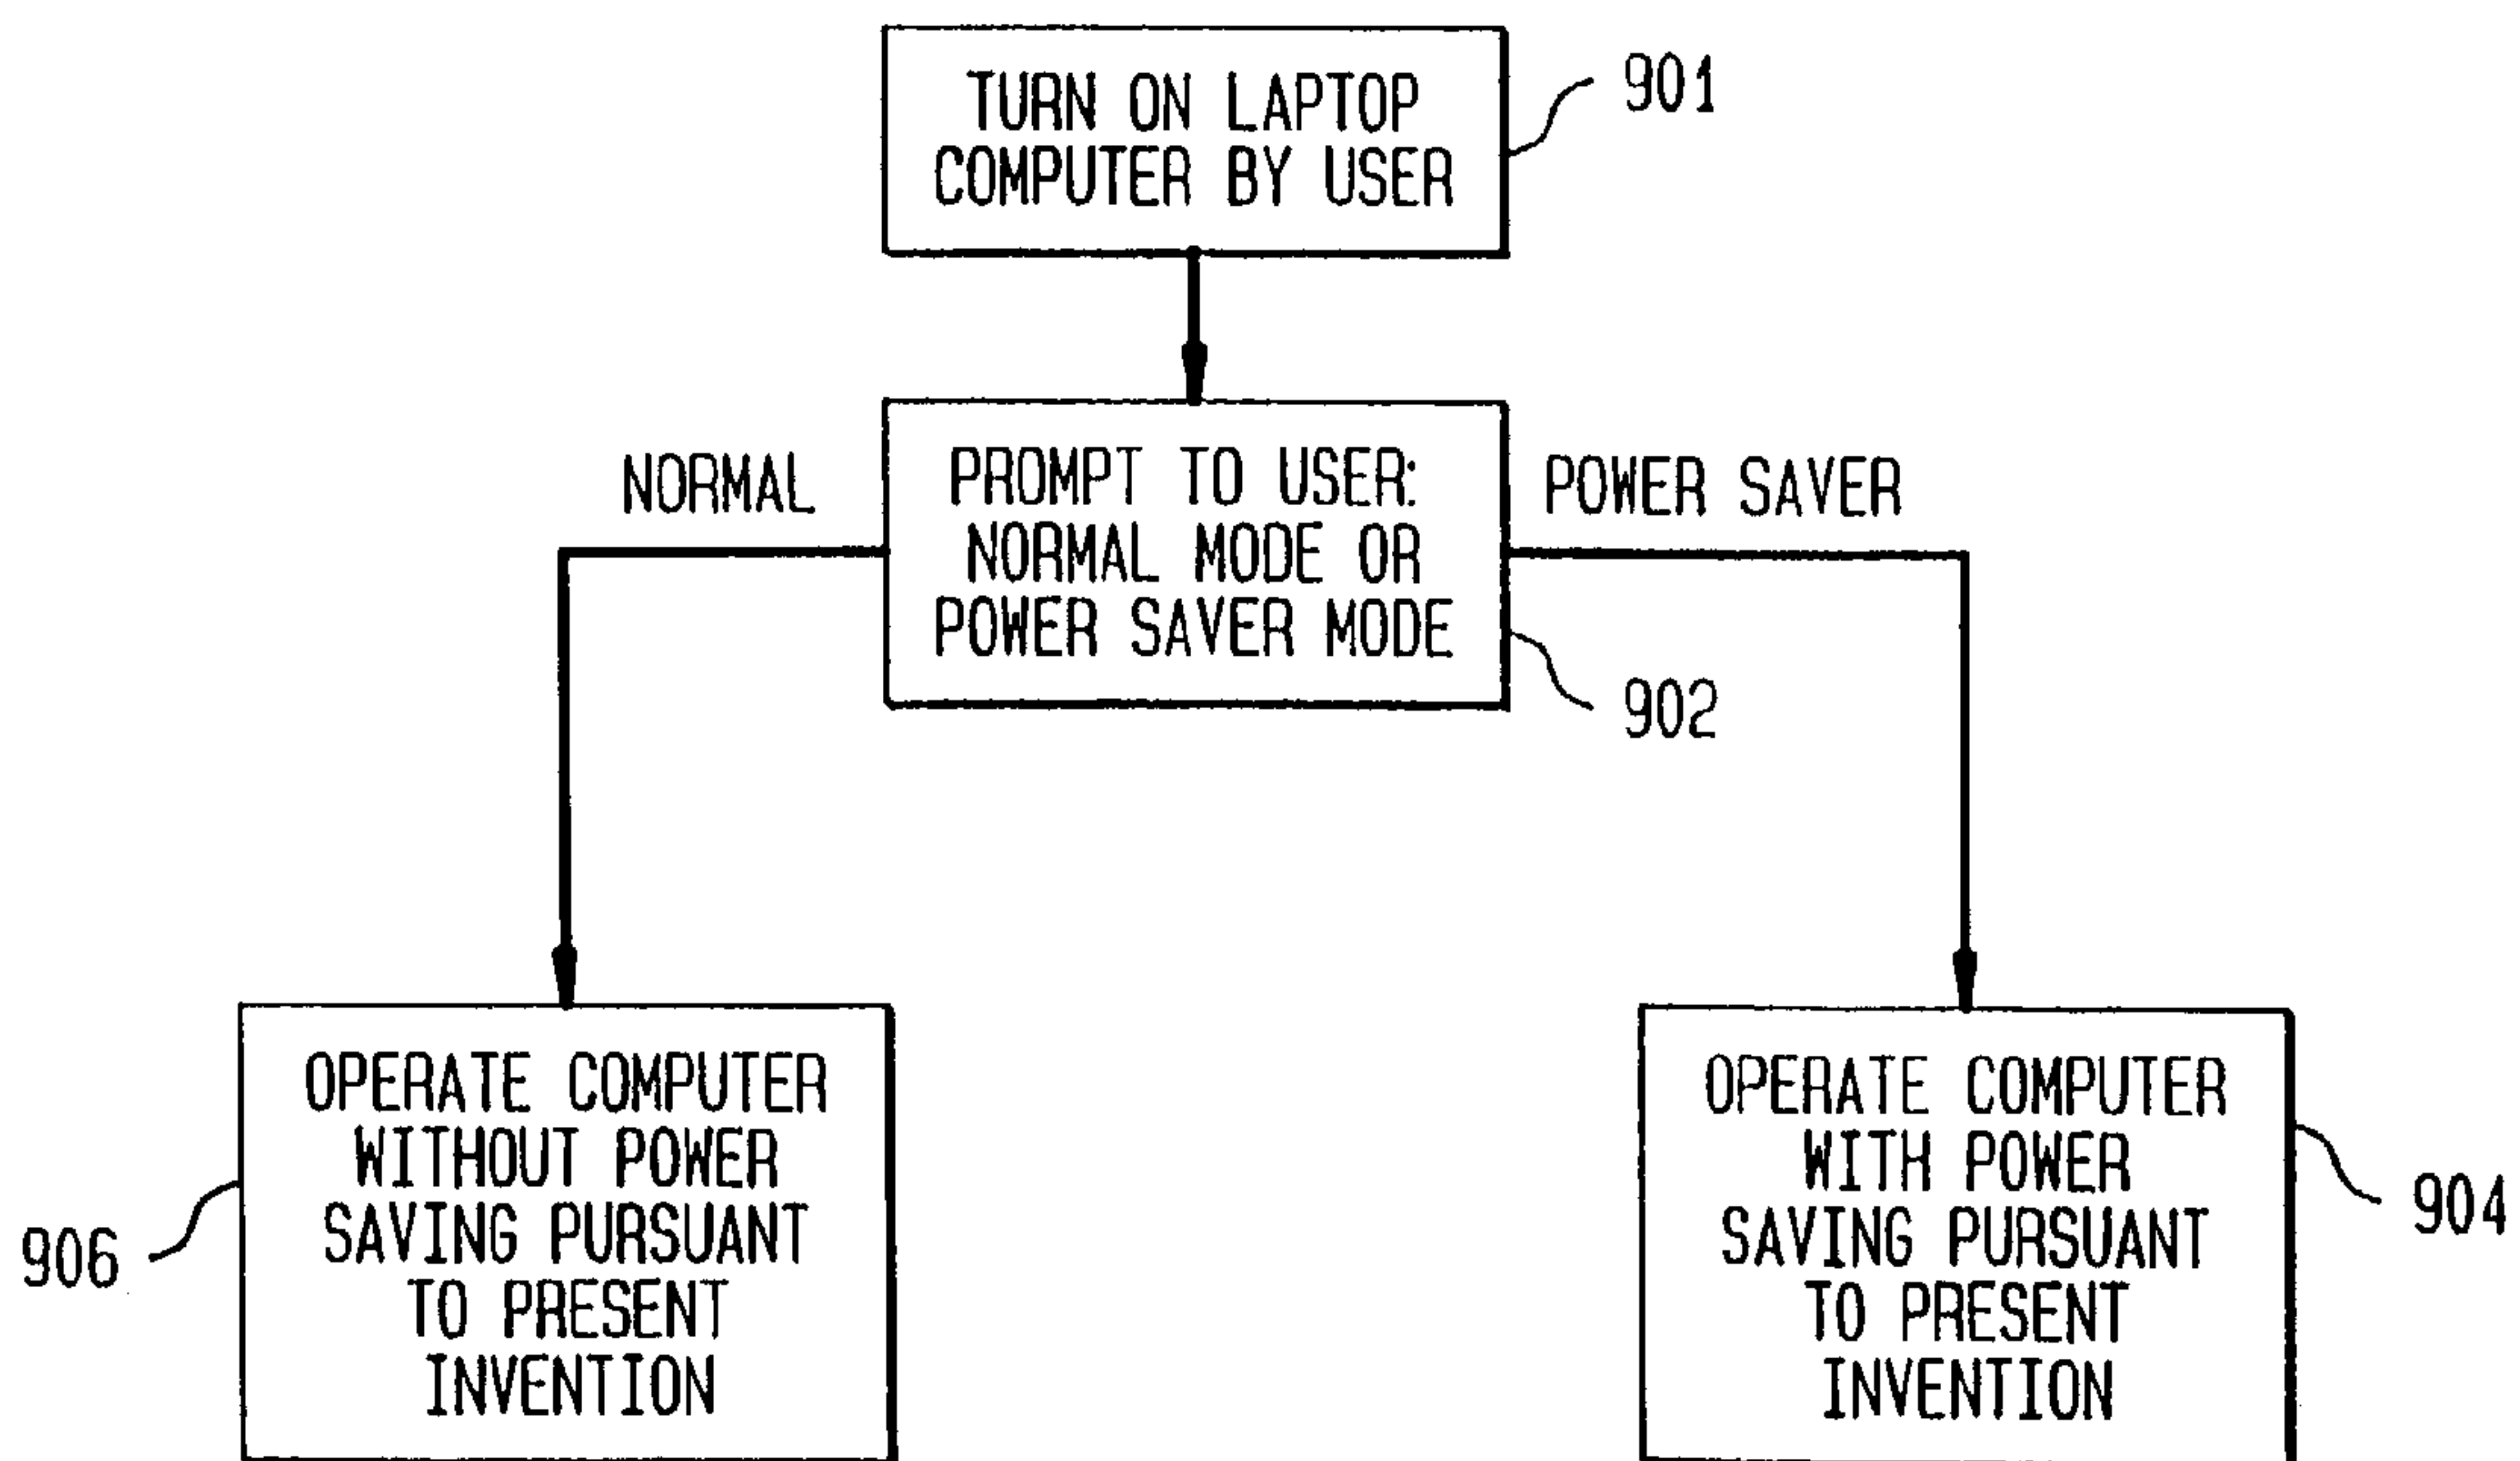 TURN ON LAPTOP
COMPUTER BY USER
901
PROMPT TO USER:
NORMAL MODE OR
POWER SAVER MODE
902
NORMAL
POWER SAVER
OPERATE COMPUTER
WITHOUT POWER
SAVING PURSUANT
TO PRESENT
INVENTION
906
OPERATE COMPUTER
WITH POWER
SAVING PURSUANT
TO PRESENT
INVENTION
904